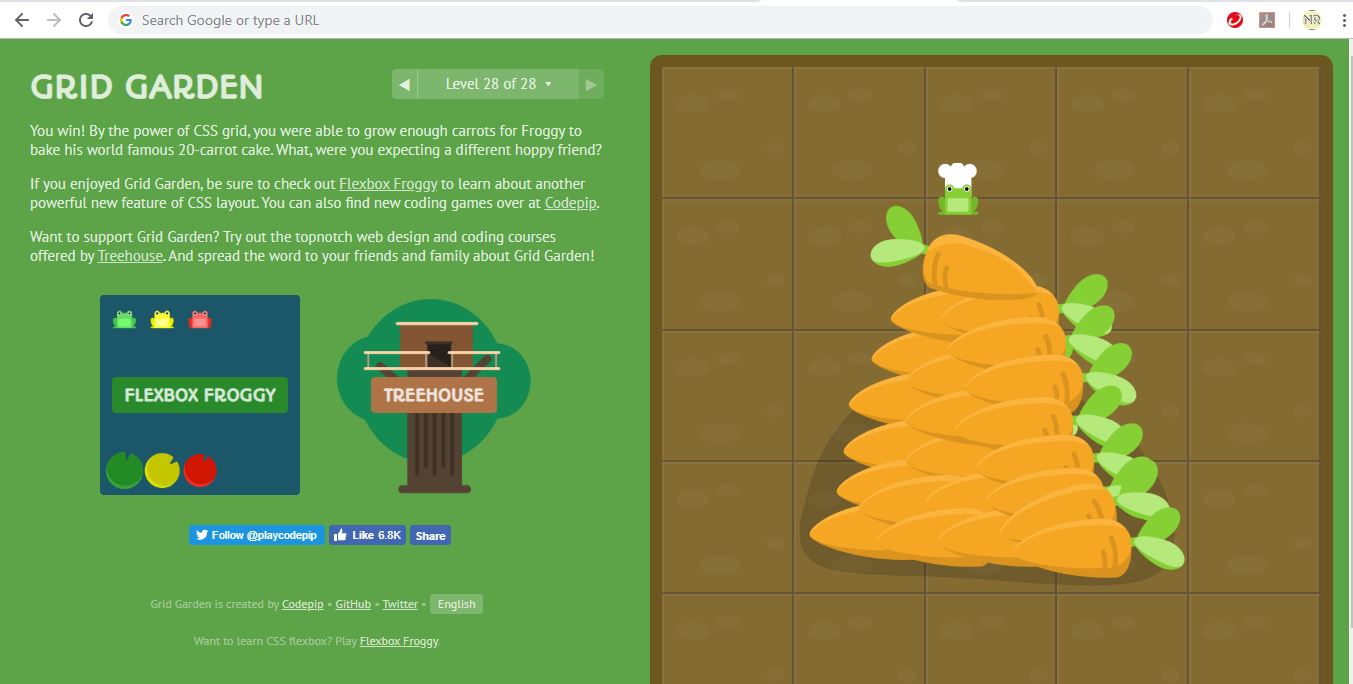 Search Google or type a URL
NR
GRID GARDEN
Level 28 of 28
You win! By the power of CSS grid, you were able to grow enough carrots for Froggy to
bake his world famous 20-carrot cake. What, were you expecting a different hoppy friend?
If you enjoyed Grid Garden, be sure to check out Flexbox Froggy to learn about another
powerful new feature of CSS layout. You can also find new coding games over at Codepip.
Want to support Grid Garden? Try out the topnotch web design and coding courses
offered by Treehouse. And spread the word to your friends and family about Grid Garden!
FLEXBOX FROGGY
TREEHOUSE
Follow @playcodepip Like 6.8K Share
Grid Garden is created by Codepip • GitHub • Twitter • English
Want to learn CSS flexbox? Play Flexbox Froggy.